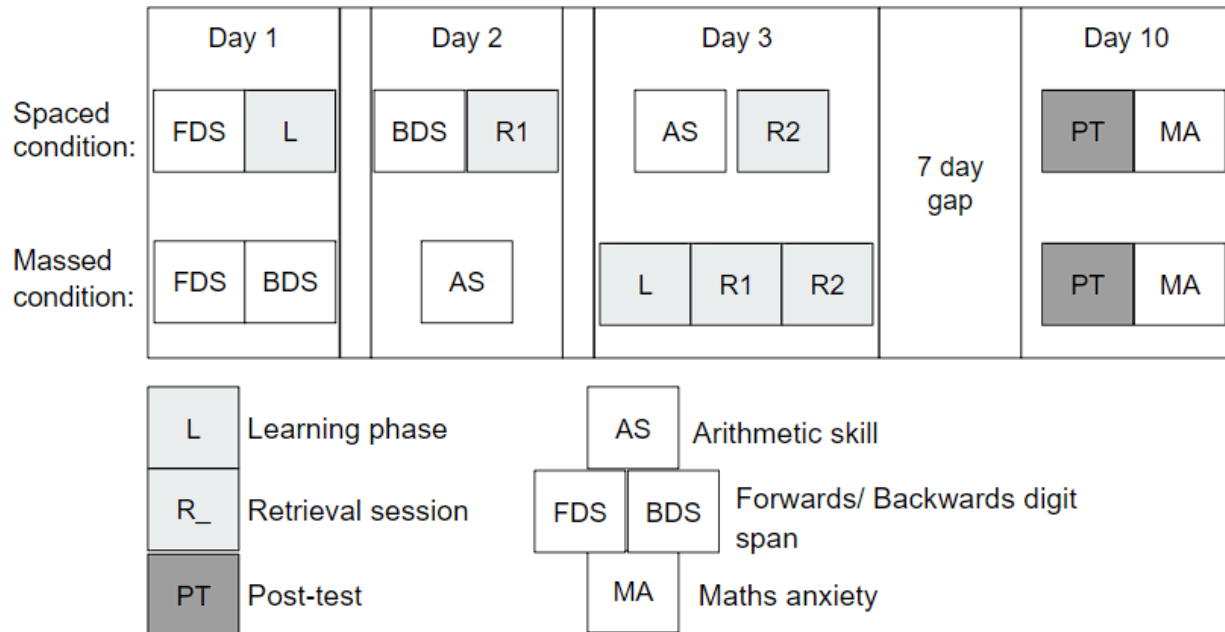 Day 1 Day 2 Day 3 Day 10
Spaced
condition:
FDS L BDS R1 AS R2 PT MA
7 day
gap
Massed
condition:
FDS BDS AS L R1 R2 PT MA
L Learning phase
AS Arithmetic skill
R_ Retrieval session
FDS BDS Forwards/ Backwards digit
span
PT Post-test
MA Maths anxiety